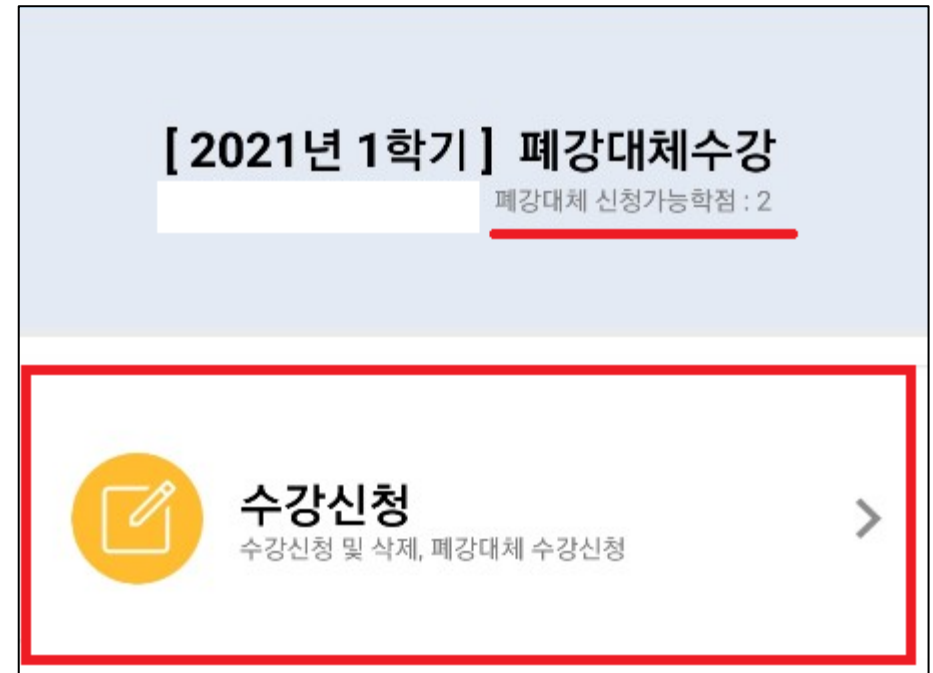 [ 2021년 1학기 ] 폐강대체수강
폐강대체 신청가능학점 : 2
수강신청
수강신청 및 삭제, 폐강대체 수강신청